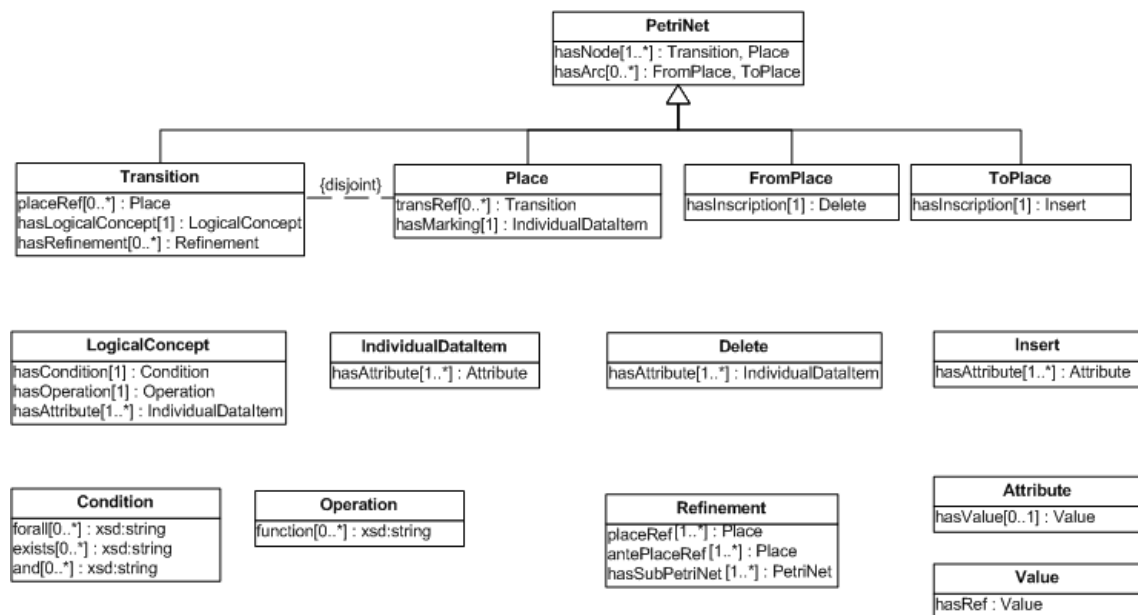 PetriNet
hasNode[1..*] : Transition, Place
hasArc[0..*] : FromPlace, ToPlace
Transition
placeRef[0..*] : Place
hasLogicalConcept[1] : LogicalConcept
hasRefinement[0..*] : Refinement
{disjoint}
Place
transRef[0..*] : Transition
hasMarking[1] : IndividualDataItem
FromPlace
hasInscription[1] : Delete
ToPlace
hasInscription[1] : Insert
LogicalConcept
hasCondition[1] : Condition
hasOperation[1] : Operation
hasAttribute[1..*] : IndividualDataItem
IndividualDataItem
hasAttribute[1..*] : Attribute
Delete
hasAttribute[1..*] : IndividualDataItem
Insert
hasAttribute[1..*] : Attribute
Condition
forall[0..*] : xsd:string
exists[0..*] : xsd:string
and[0..*] : xsd:string
Operation
function[0..*] : xsd:string
Refinement
placeRef[1..*] : Place
antePlaceRef[1..*] : Place
hasSubPetriNet[1..*] : PetriNet
Attribute
hasValue[0..1] : Value
Value
hasRef : Value